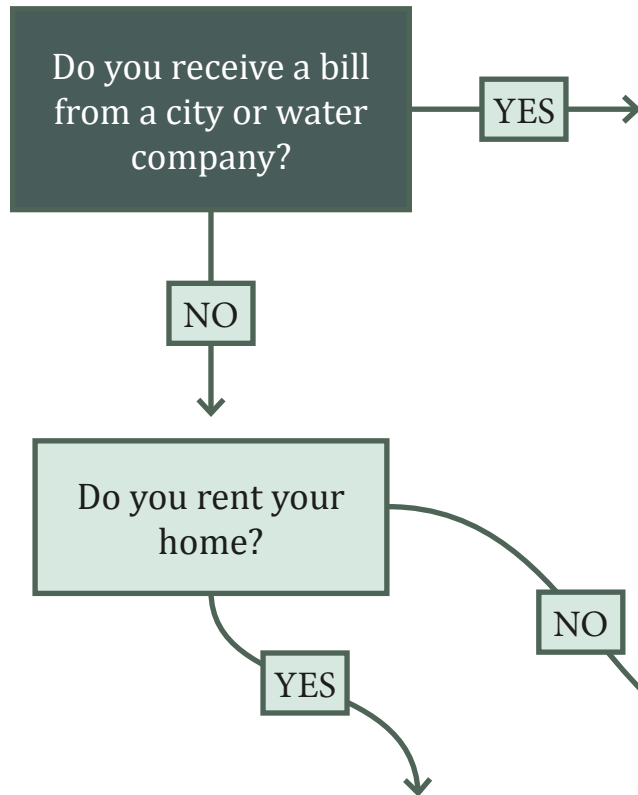 Do you receive a bill
from a city or water
company?
YES
NO
Do you rent your
home?
NO
YES